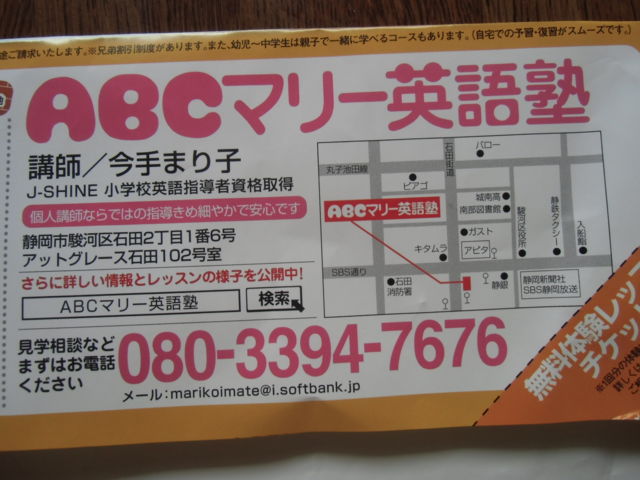 途ご請求いたします。※兄弟割引制度があります。また、幼児〜中学生は親子で一緒に学べるコースもあります。(自宅での予習・復習がスムーズです。)
ABCマリー英語塾
講師／今手まり子
J-SHINE 小学校英語指導者資格取得
個人講師ならではの指導きめ細やかで安心です
静岡市駿河区石田2丁目1番6号
アットグレース石田102号室
さらに詳しい情報とレッスンの様子を公開中!
ABCマリー英語塾 検索
見学相談など
まずはお電話
ください
080-3394-7676
メール：marikoimate@i.softbank.jp
石田街道
バロー
丸子池田線
ピアゴ
城南高
南部図書館
ABCマリー英語塾
ガスト
キタムラ
アピタ
駿河区役所
静鉄タクシー
入船鮨
SBS通り
石田
消防署
静銀
静岡新聞社
SBS静岡放送
無料体験レッ
チケッ
※1回分の体験
詳しくは